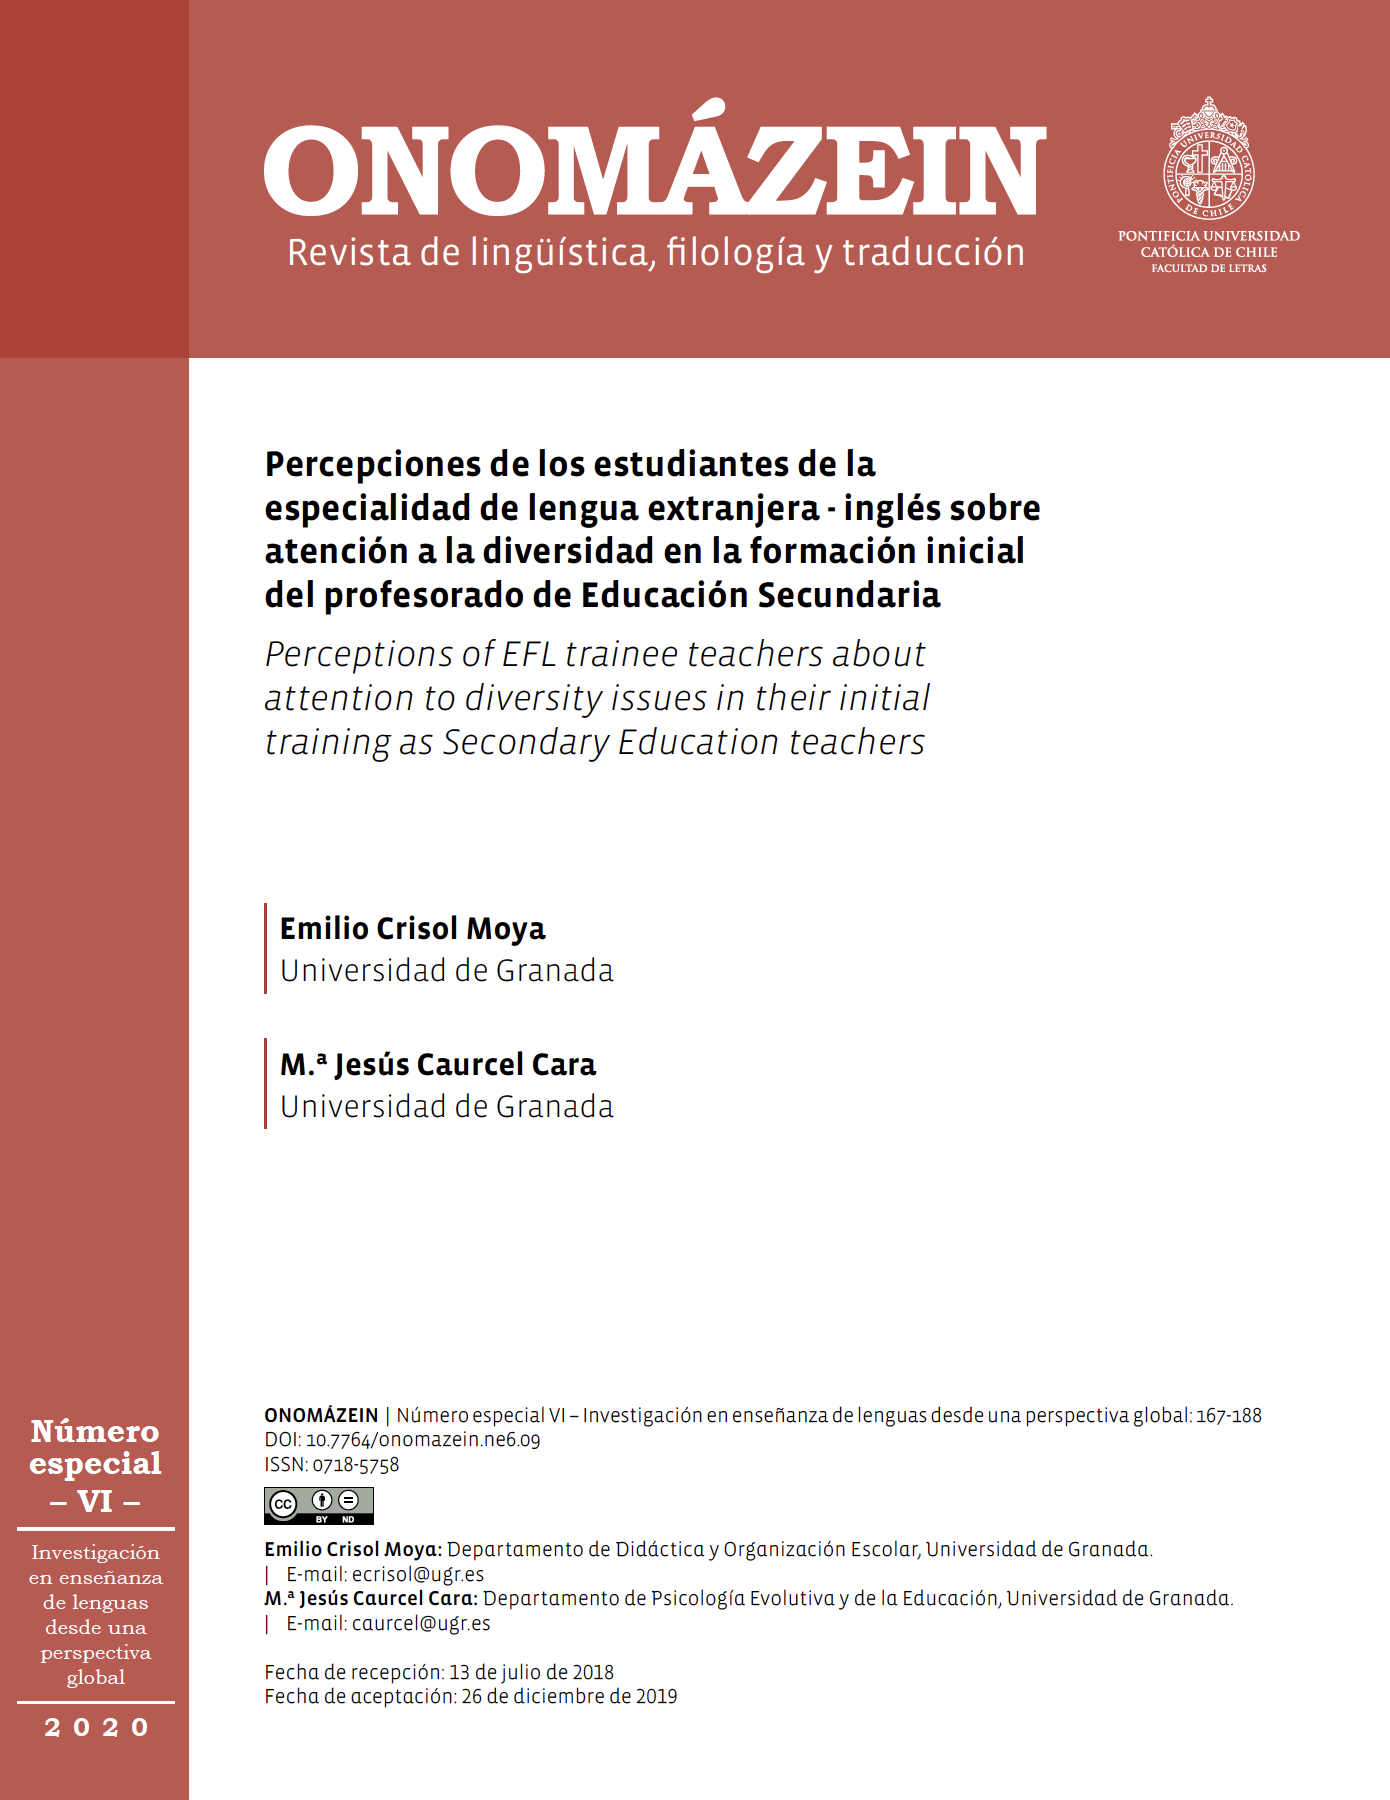 ONOMÁZEIN
Revista de lingüística, filología y traducción
PONTIFICIA UNIVERSIDAD CATÓLICA DE CHILE
PONTIFICIA UNIVERSIDAD
CATÓLICA DE CHILE
FACULTAD DE LETRAS
Percepciones de los estudiantes de la
especialidad de lengua extranjera - inglés sobre
atención a la diversidad en la formación inicial
del profesorado de Educación Secundaria
Perceptions of EFL trainee teachers about
attention to diversity issues in their initial
training as Secondary Education teachers
Emilio Crisol Moya
Universidad de Granada
M.ª Jesús Caurcel Cara
Universidad de Granada
Número
especial
– VI –
Investigación
en enseñanza
de lenguas
desde una
perspectiva
global
2020
ONOMÁZEIN | Número especial VI – Investigación en enseñanza de lenguas desde una perspectiva global: 167-188
DOI: 10.7764/onomazein.ne6.09
ISSN: 0718-5758
CC BY ND
Emilio Crisol Moya: Departamento de Didáctica y Organización Escolar, Universidad de Granada.
| E-mail: ecrisol@ugr.es
M.ª Jesús Caurcel Cara: Departamento de Psicología Evolutiva y de la Educación, Universidad de Granada.
| E-mail: caurcel@ugr.es
Fecha de recepción: 13 de julio de 2018
Fecha de aceptación: 26 de diciembre de 2019